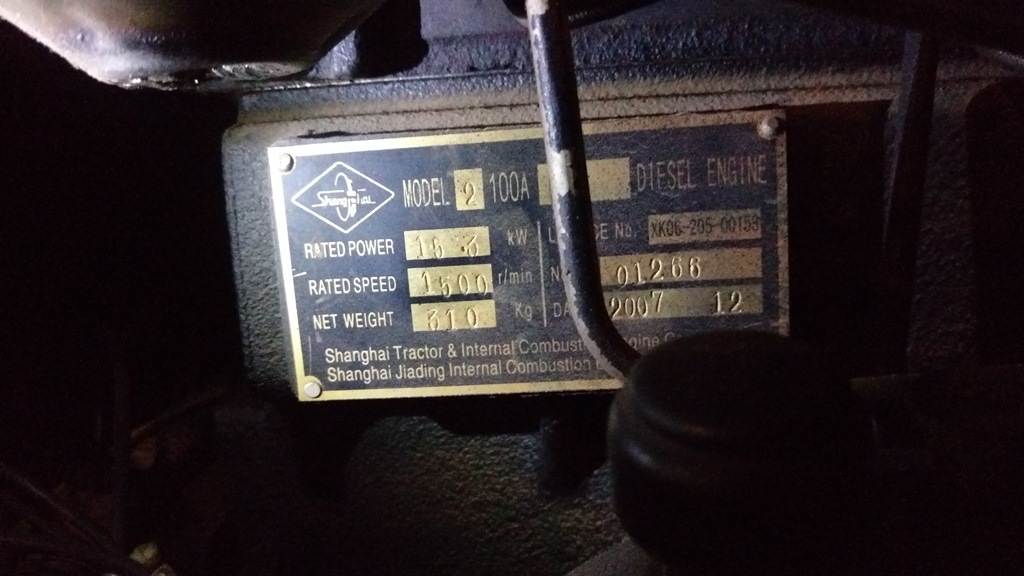 Shanghai
MODEL 2 100A DIESEL ENGINE
RATED POWER 16 3 kW
XK06-205-00153
RATED SPEED 1500 r/min
01266
NET WEIGHT 310 Kg
2007 12
Shanghai Tractor & Internal
Shanghai Jiading Internal Combustion